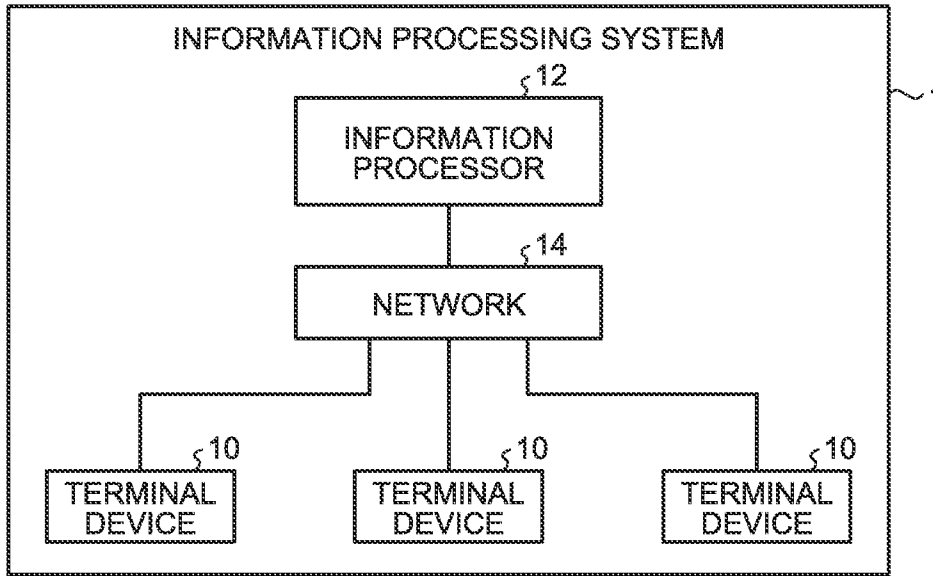 INFORMATION PROCESSING SYSTEM
12
INFORMATION
PROCESSOR
14
NETWORK
10
TERMINAL
DEVICE
10
TERMINAL
DEVICE
10
TERMINAL
DEVICE